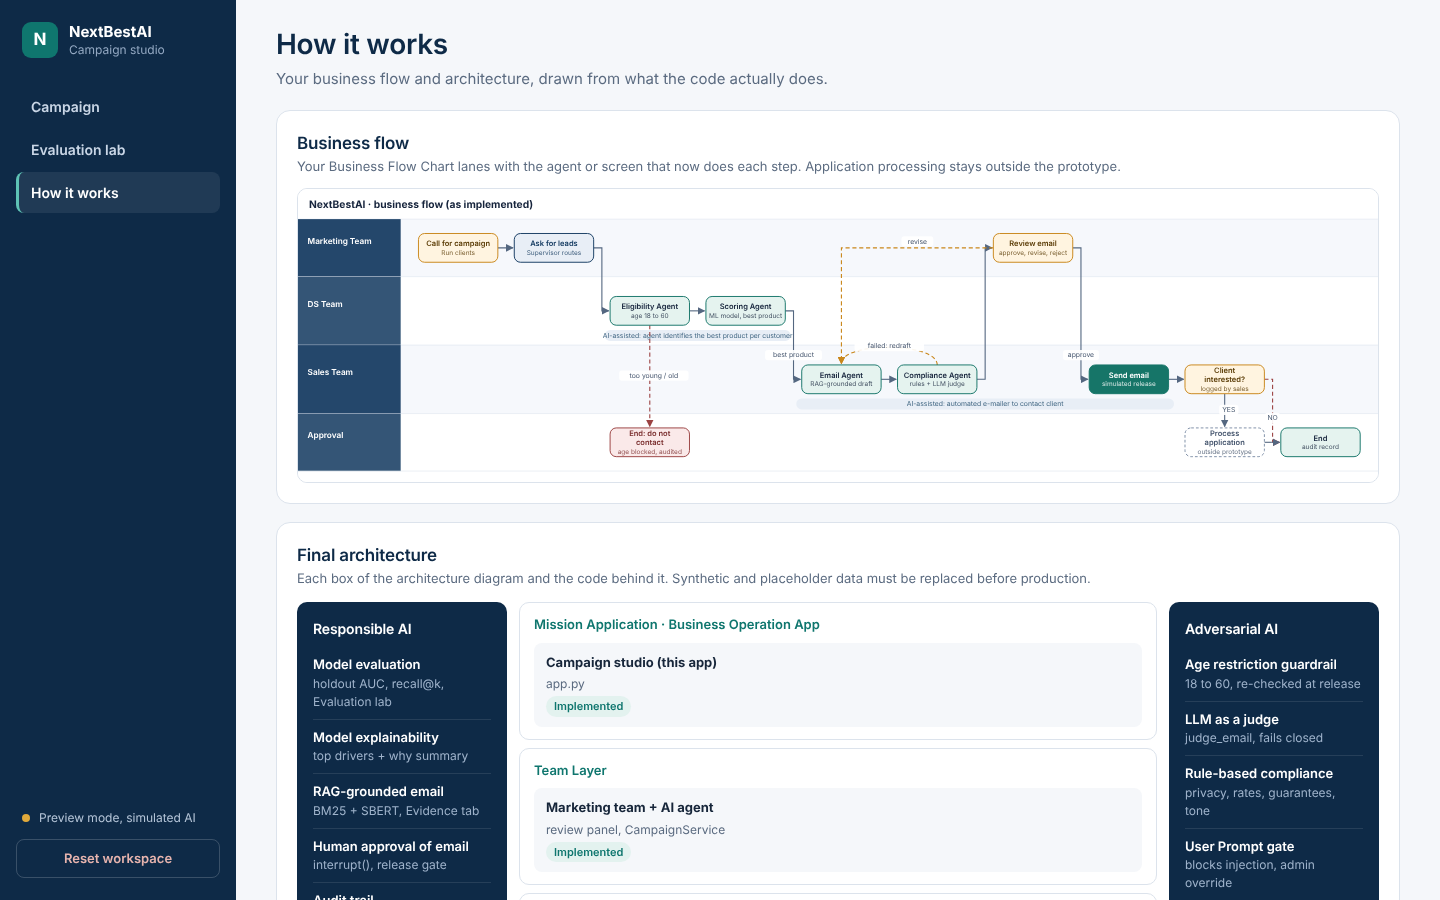 N
NextBestAI
Campaign studio
Campaign
Evaluation lab
How it works
Preview mode, simulated AI
Reset workspace
How it works
Your business flow and architecture, drawn from what the code actually does.
Business flow
Your Business Flow Chart lanes with the agent or screen that now does each step. Application processing stays outside the prototype.
NextBestAI · business flow (as implemented)
Marketing Team
Call for campaign
Run clients
Ask for leads
Supervisor routes
revise
Review email
approve, revise, reject
DS Team
Eligibility Agent
age 18 to 60
Scoring Agent
ML model, best product
AI-assisted: agent identifies the best product per customer
best product
failed: redraft
approve
Sales Team
too young / old
Email Agent
RAG-grounded draft
Compliance Agent
rules + LLM judge
Send email
simulated release
Client
interested?
logged by sales
AI-assisted: automated e-mailer to contact client
YES
NO
Approval
End: do not
contact
age blocked, audited
Process
application
outside prototype
End
audit record
Final architecture
Each box of the architecture diagram and the code behind it. Synthetic and placeholder data must be replaced before production.
Responsible AI
Model evaluation
holdout AUC, recall@k,
Evaluation lab
Model explainability
top drivers + why summary
RAG-grounded email
BM25 + SBERT, Evidence tab
Human approval of email
interrupt(), release gate
Audit trail
Mission Application · Business Operation App
Campaign studio (this app)
app.py
Implemented
Team Layer
Marketing team + AI agent
review panel, CampaignService
Implemented
Adversarial AI
Age restriction guardrail
18 to 60, re-checked at release
LLM as a judge
judge_email, fails closed
Rule-based compliance
privacy, rates, guarantees,
tone
User Prompt gate
blocks injection, admin
override